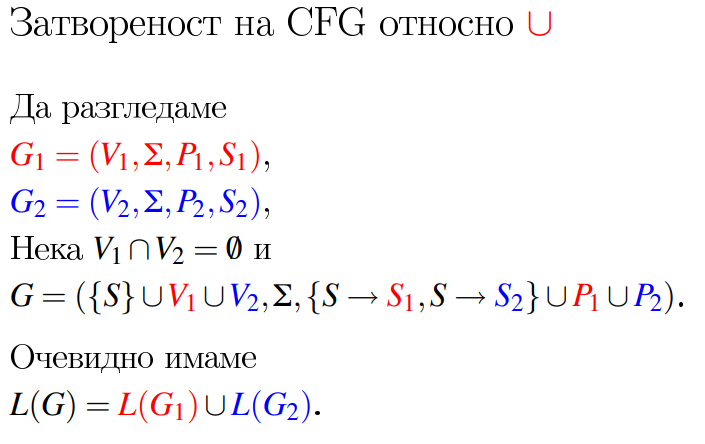 Затвореност на CFG относно ∪
Да разгледаме
G₁ = (V₁, Σ, P₁, S₁),
G₂ = (V₂, Σ, P₂, S₂),
Нека V₁ ∩ V₂ = ∅ и
G = ({S} ∪ V₁ ∪ V₂, Σ, {S → S₁, S → S₂} ∪ P₁ ∪ P₂).
Очевидно имаме
L(G) = L(G₁) ∪ L(G₂).